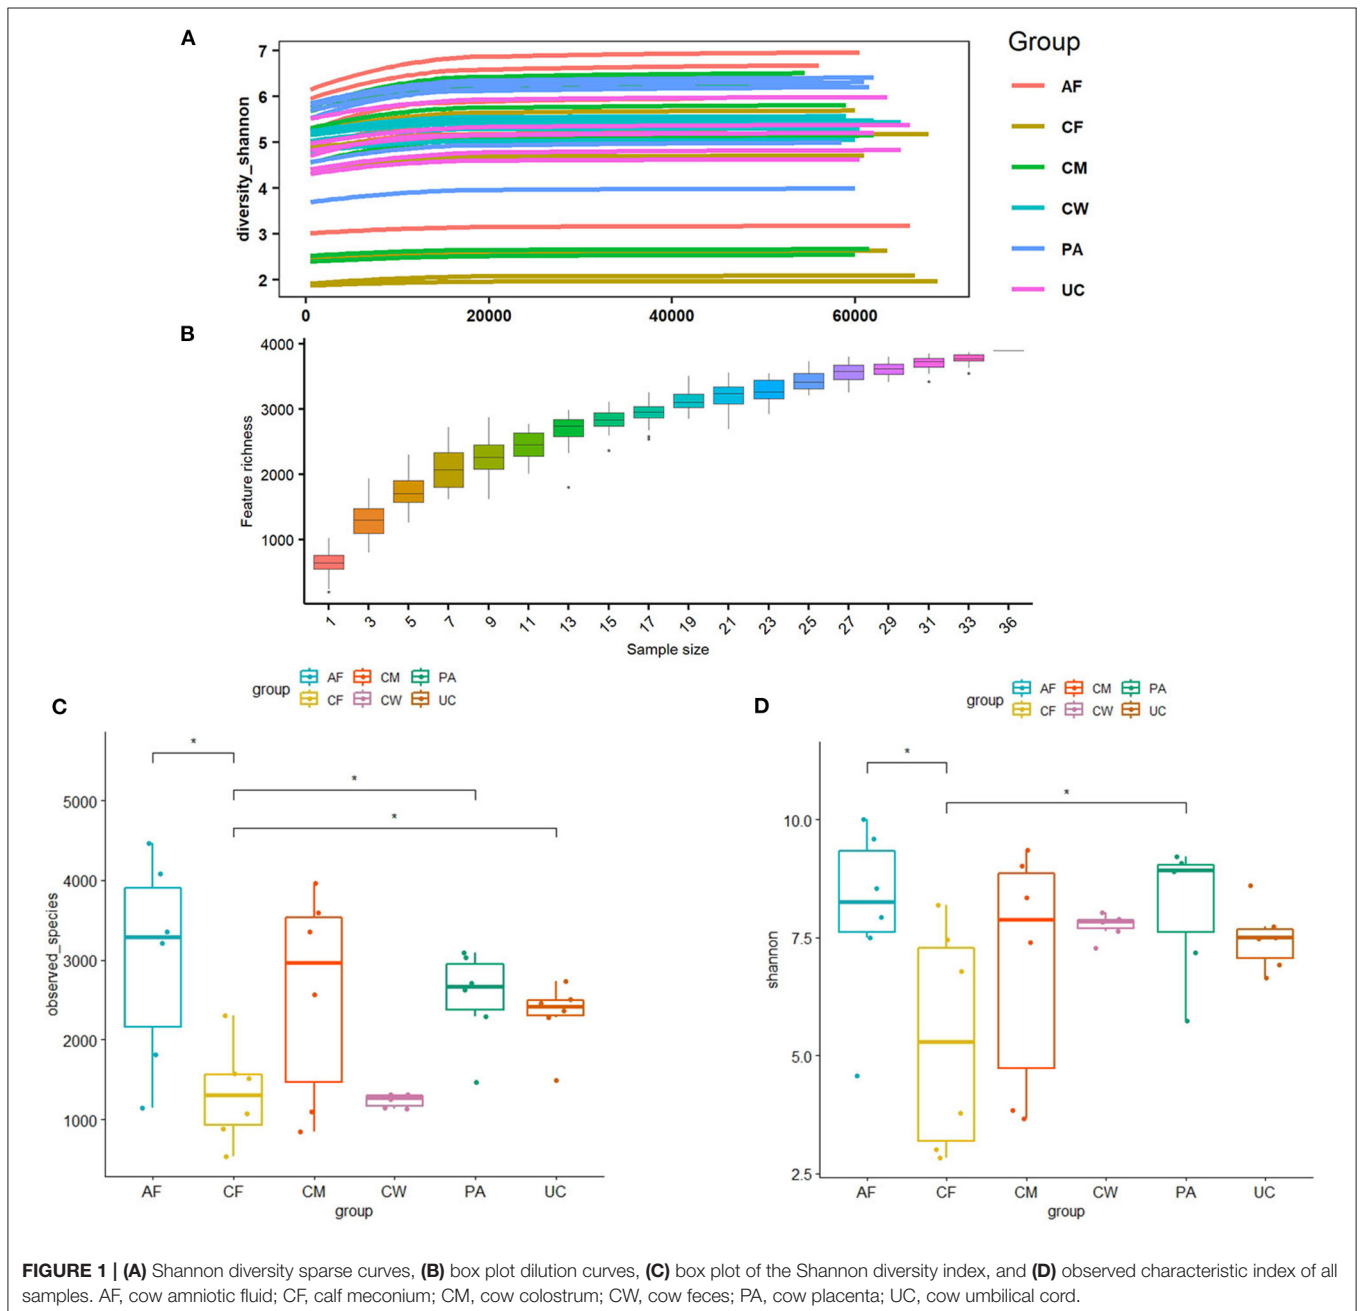 A
7
6
5
4
3
2
diversity_shannon
0 20000 40000 60000
Group
AF
CF
CM
CW
PA
UC
B
4000
3000
2000
1000
Feature richness
1 3 5 7 9 11 13 15 17 19 21 23 25 27 29 31 33 36
Sample size
C
group
AF CM PA
CF CW UC
*
*
*
5000
4000
3000
2000
1000
observed_species
AF CF CM CW PA UC
group
D
group
AF CM PA
CF CW UC
*
*
10.0
7.5
5.0
2.5
shannon
AF CF CM CW PA UC
group
FIGURE 1 | (A) Shannon diversity sparse curves, (B) box plot dilution curves, (C) box plot of the Shannon diversity index, and (D) observed characteristic index of all
samples. AF, cow amniotic fluid; CF, calf meconium; CM, cow colostrum; CW, cow feces; PA, cow placenta; UC, cow umbilical cord.